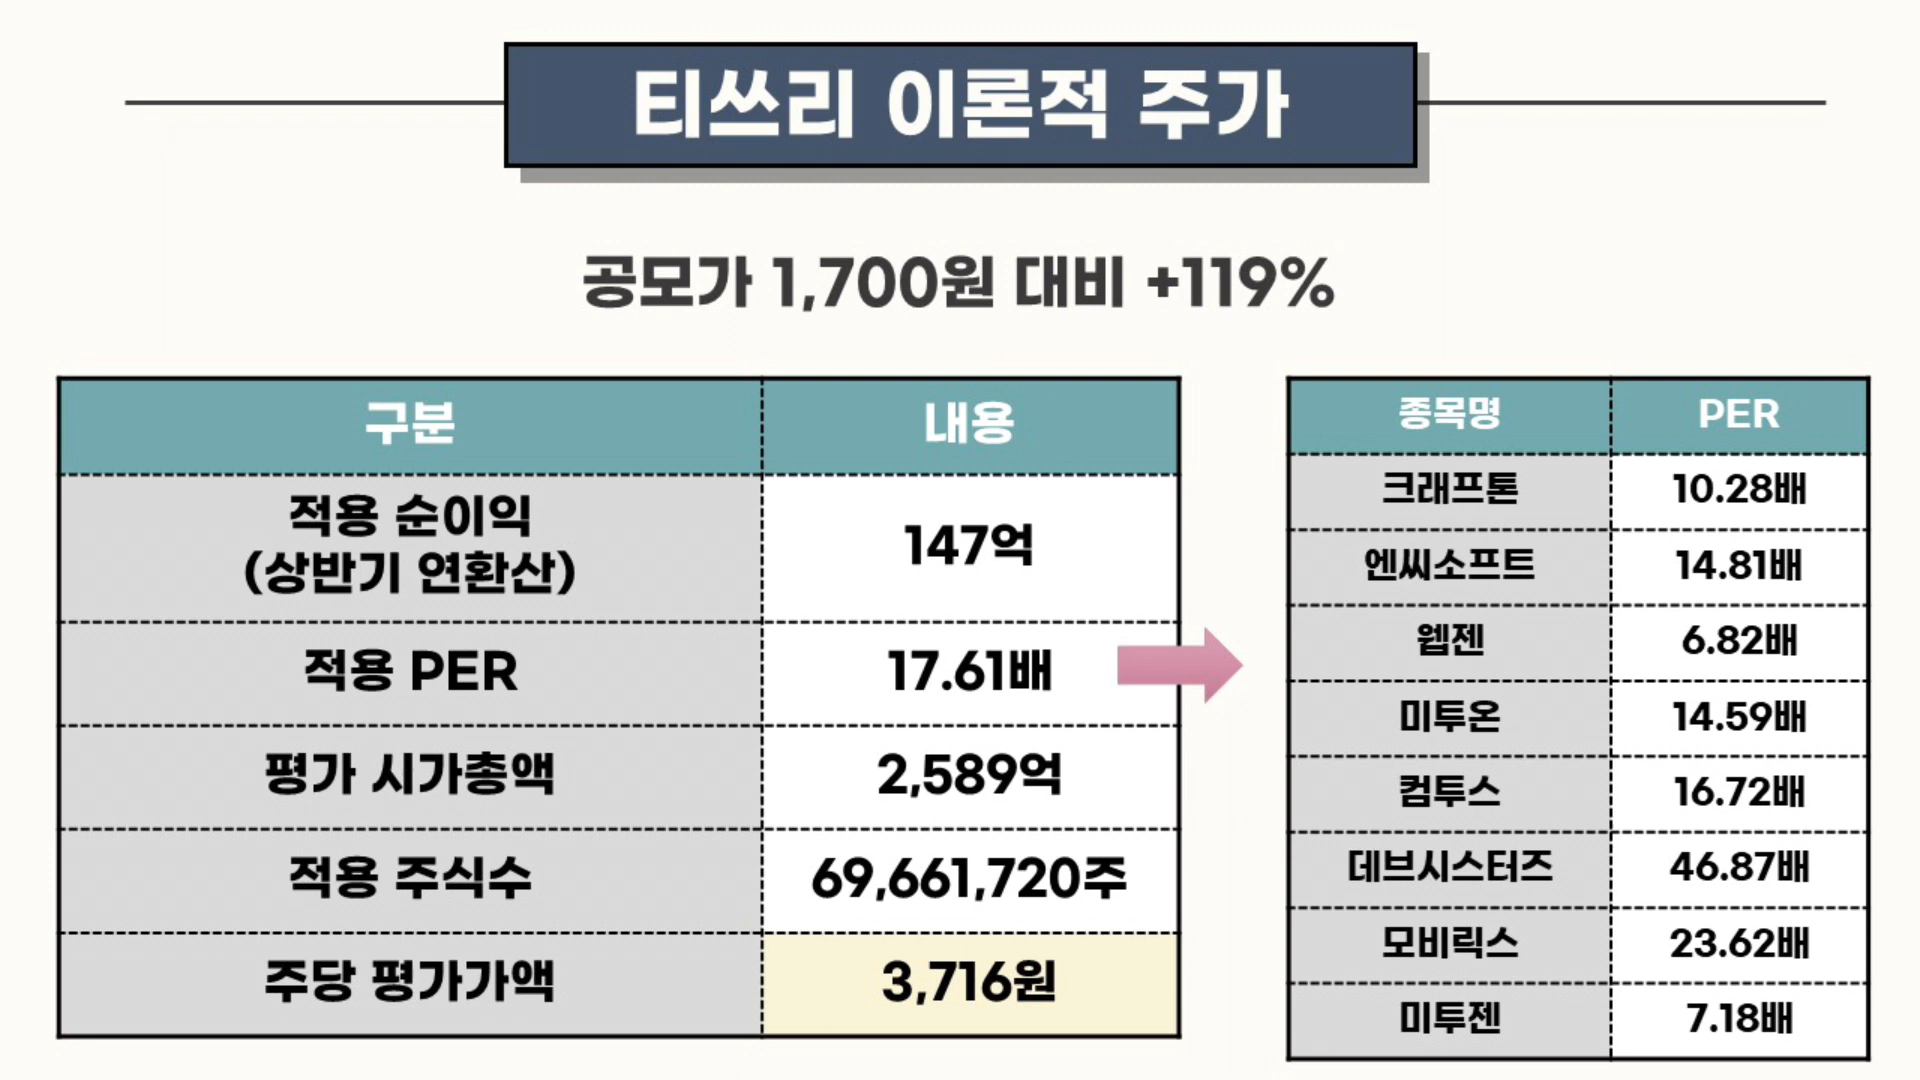 티쓰리 이론적 주가
공모가 1,700원 대비 +119%
구분 내용
적용 순이익
(상반기 연환산) 147억
적용 PER 17.61배
평가 시가총액 2,589억
적용 주식수 69,661,720주
주당 평가가액 3,716원
종목명 PER
크래프톤 10.28배
엔씨소프트 14.81배
웹젠 6.82배
미투온 14.59배
컴투스 16.72배
데브시스터즈 46.87배
모비릭스 23.62배
미투젠 7.18배